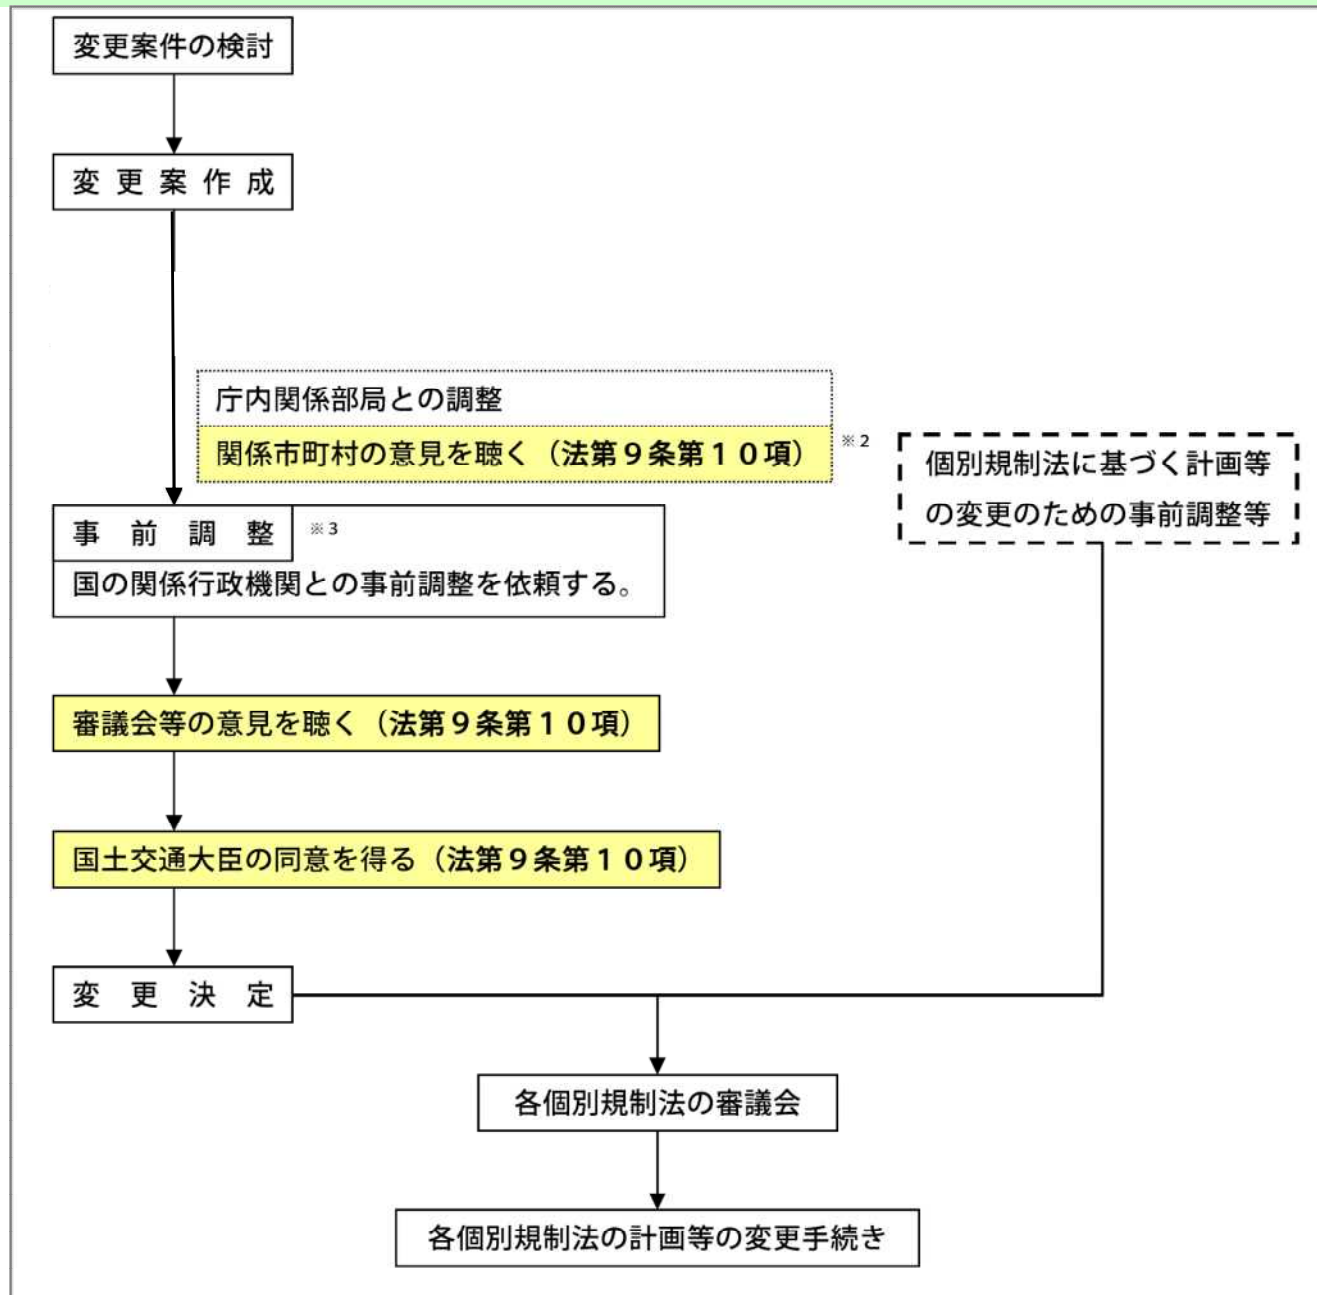 変更案件の検討
変更案作成
庁内関係部局との調整
関係市町村の意見を聴く（法第９条第１０項）
※2
個別規制法に基づく計画等
の変更のための事前調整等
事前調整
※3
国の関係行政機関との事前調整を依頼する。
審議会等の意見を聴く（法第９条第１０項）
国土交通大臣の同意を得る（法第９条第１０項）
変更決定
各個別規制法の審議会
各個別規制法の計画等の変更手続き